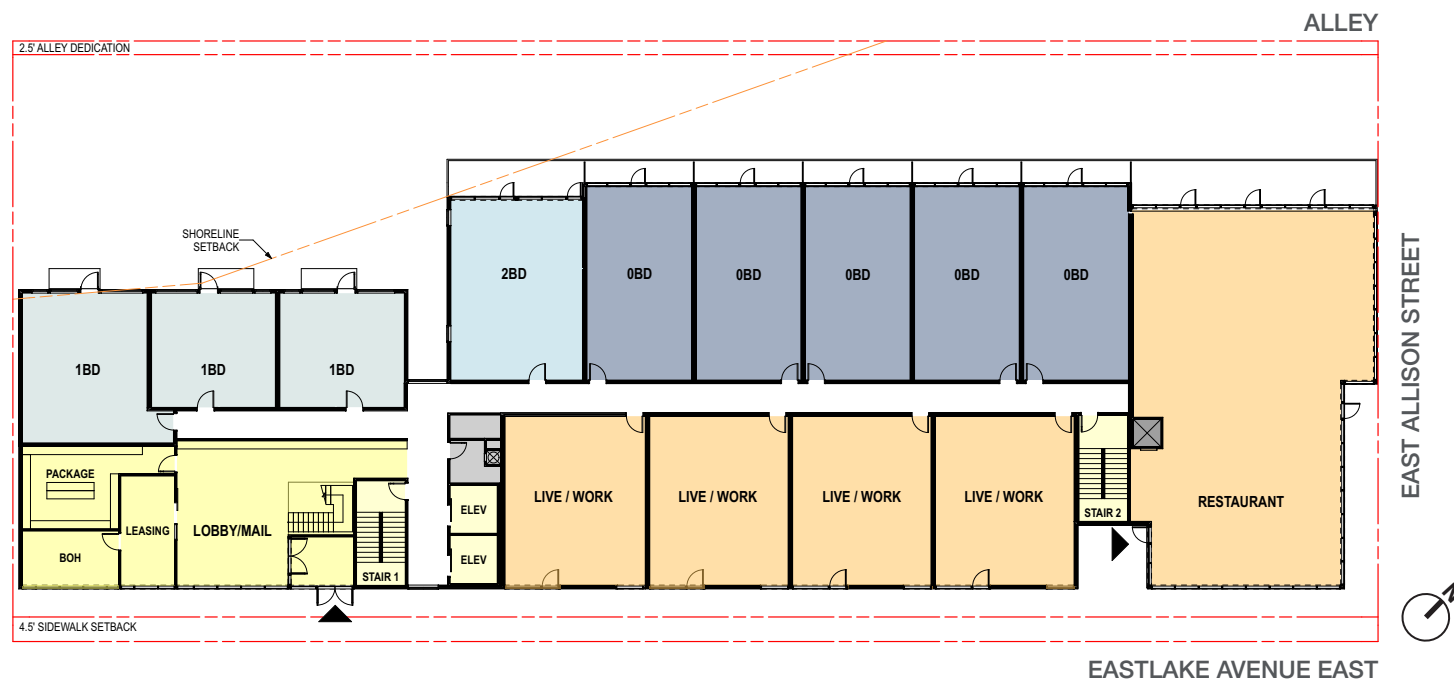 ALLEY
2.5' ALLEY DEDICATION
SHORELINE
SETBACK
2BD
0BD
0BD
0BD
0BD
0BD
1BD
1BD
1BD
EAST ALLISON STREET
PACKAGE
LEASING
LOBBY/MAIL
BOH
STAIR 1
ELEV
ELEV
LIVE / WORK
LIVE / WORK
LIVE / WORK
LIVE / WORK
STAIR 2
RESTAURANT
4.5' SIDEWALK SETBACK
N
EASTLAKE AVENUE EAST